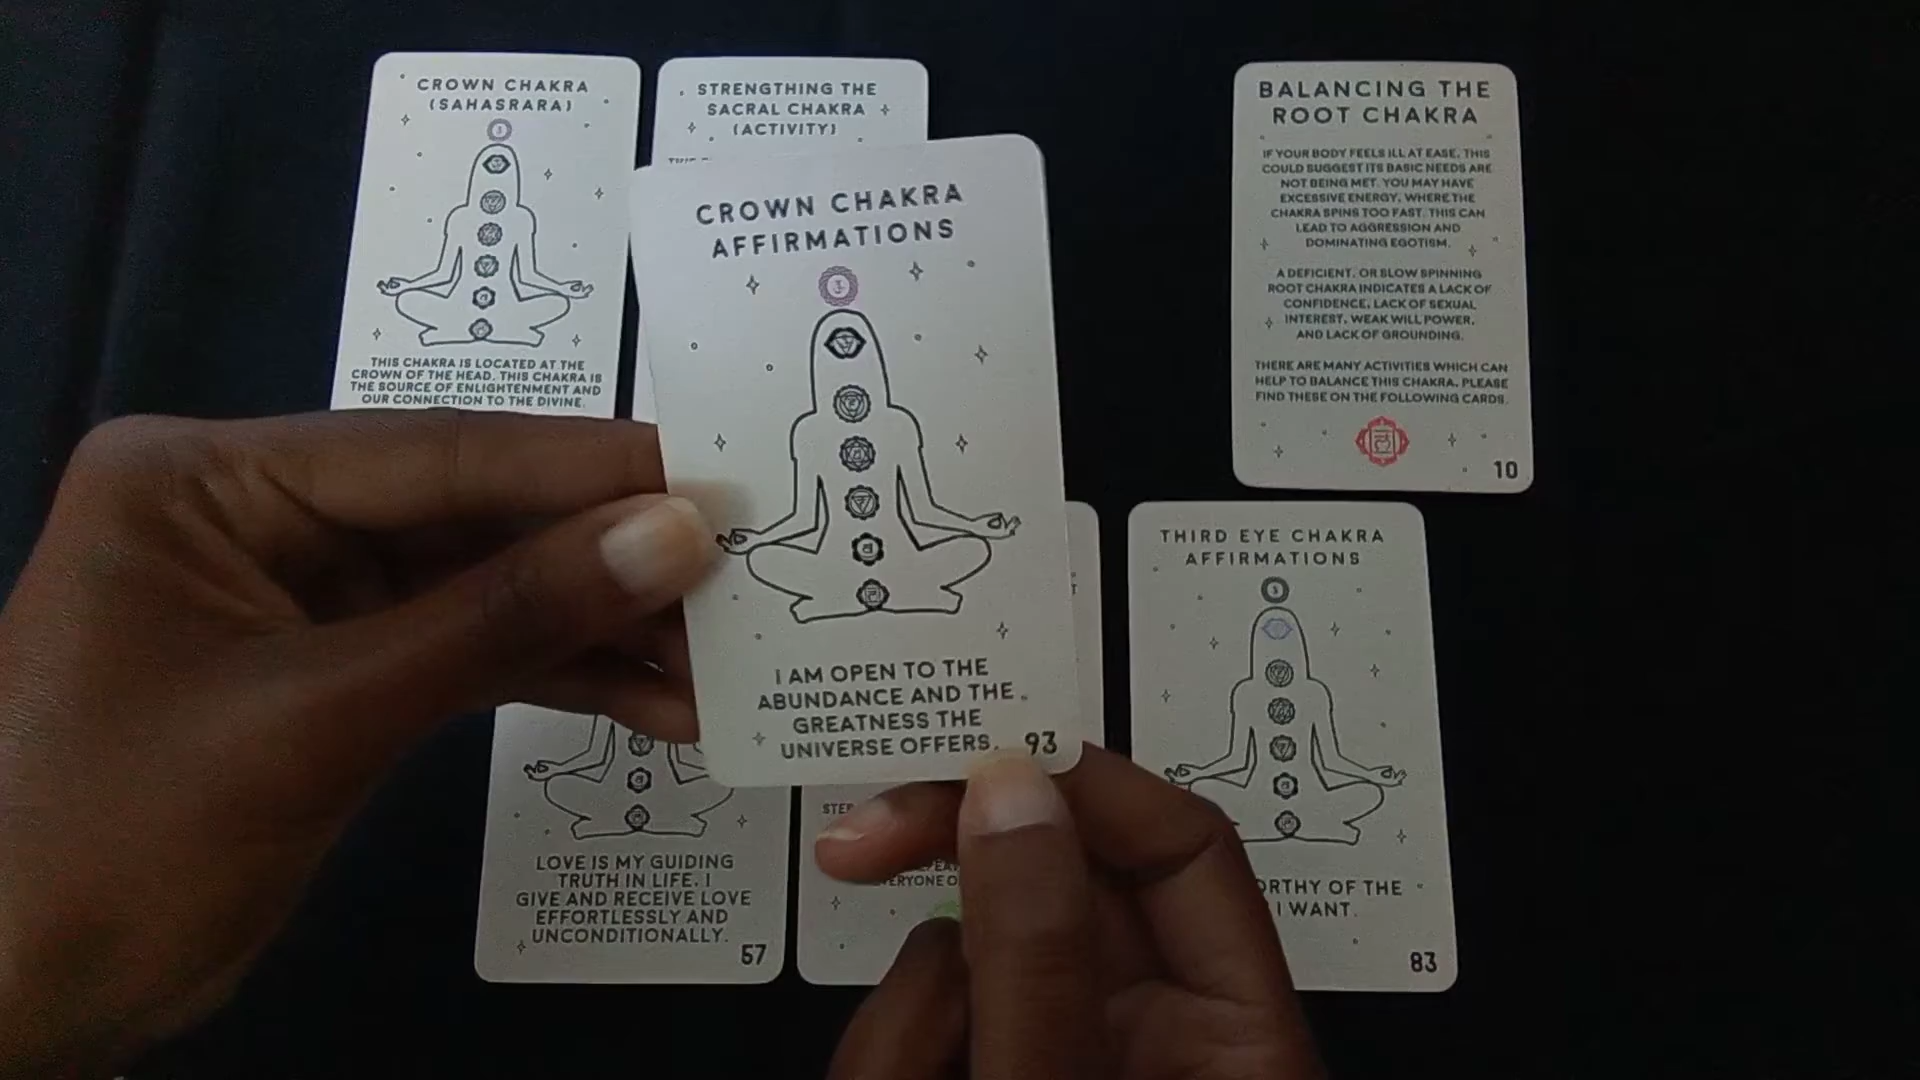 CROWN CHAKRA
(SAHASRARA)
THIS CHAKRA IS LOCATED AT THE
CROWN OF THE HEAD. THIS CHAKRA IS
THE SOURCE OF ENLIGHTENMENT AND
OUR CONNECTION TO THE DIVINE.
STRENGTHING THE
SACRAL CHAKRA
(ACTIVITY)
CROWN CHAKRA
AFFIRMATIONS
I AM OPEN TO THE
ABUNDANCE AND THE
GREATNESS THE
UNIVERSE OFFERS.
93
BALANCING THE
ROOT CHAKRA
IF YOUR BODY FEELS ILL AT EASE, THIS
COULD SUGGEST ITS BASIC NEEDS ARE
NOT BEING MET. YOU MAY HAVE
EXCESSIVE ENERGY, WHERE THE
CHAKRA SPINS TOO FAST. THIS CAN
LEAD TO AGGRESSION AND
DOMINATING EGOTISM.
A DEFICIENT, OR SLOW SPINNING
ROOT CHAKRA INDICATES A LACK OF
CONFIDENCE, LACK OF SEXUAL
INTEREST, WEAK WILL POWER,
AND LACK OF GROUNDING.
THERE ARE MANY ACTIVITIES WHICH CAN
HELP TO BALANCE THIS CHAKRA, PLEASE
FIND THESE ON THE FOLLOWING CARDS.
10
LOVE IS MY GUIDING
TRUTH IN LIFE. I
GIVE AND RECEIVE LOVE
EFFORTLESSLY AND
UNCONDITIONALLY.
57
STEP
THIRD EYE CHAKRA
AFFIRMATIONS
ORTHY OF THE
I WANT.
83